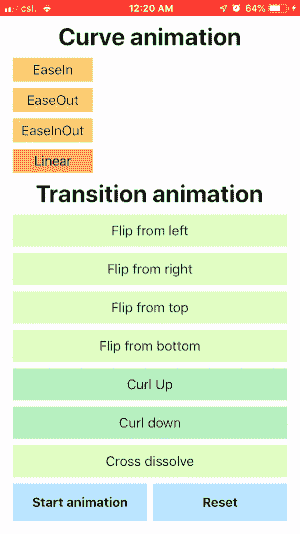 csl. 12:20 AM 64%
Curve animation
EaseIn
EaseOut
EaseInOut
Linear
Transition animation
Flip from left
Flip from right
Flip from top
Flip from bottom
Curl Up
Curl down
Cross dissolve
Start animation Reset